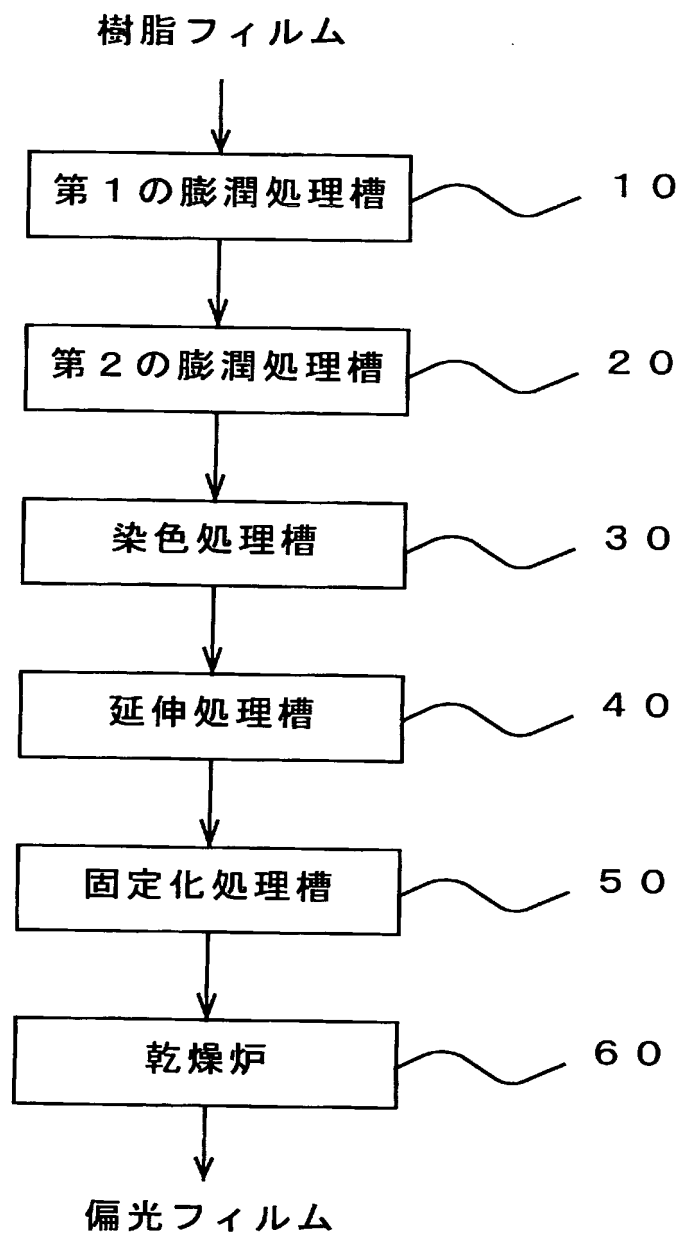 樹脂フィルム
第1の膨潤処理槽 10
第2の膨潤処理槽 20
染色処理槽 30
延伸処理槽 40
固定化処理槽 50
乾燥炉 60
偏光フィルム